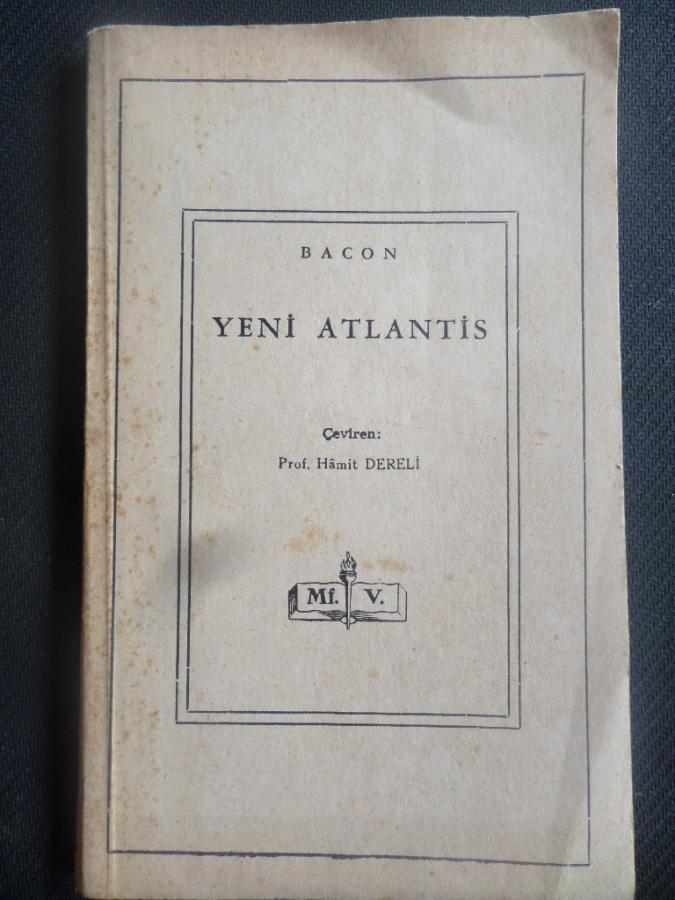 BACON
YENİ ATLANTİS
Çeviren:
Prof. Hâmit DERELİ
Mf. V.